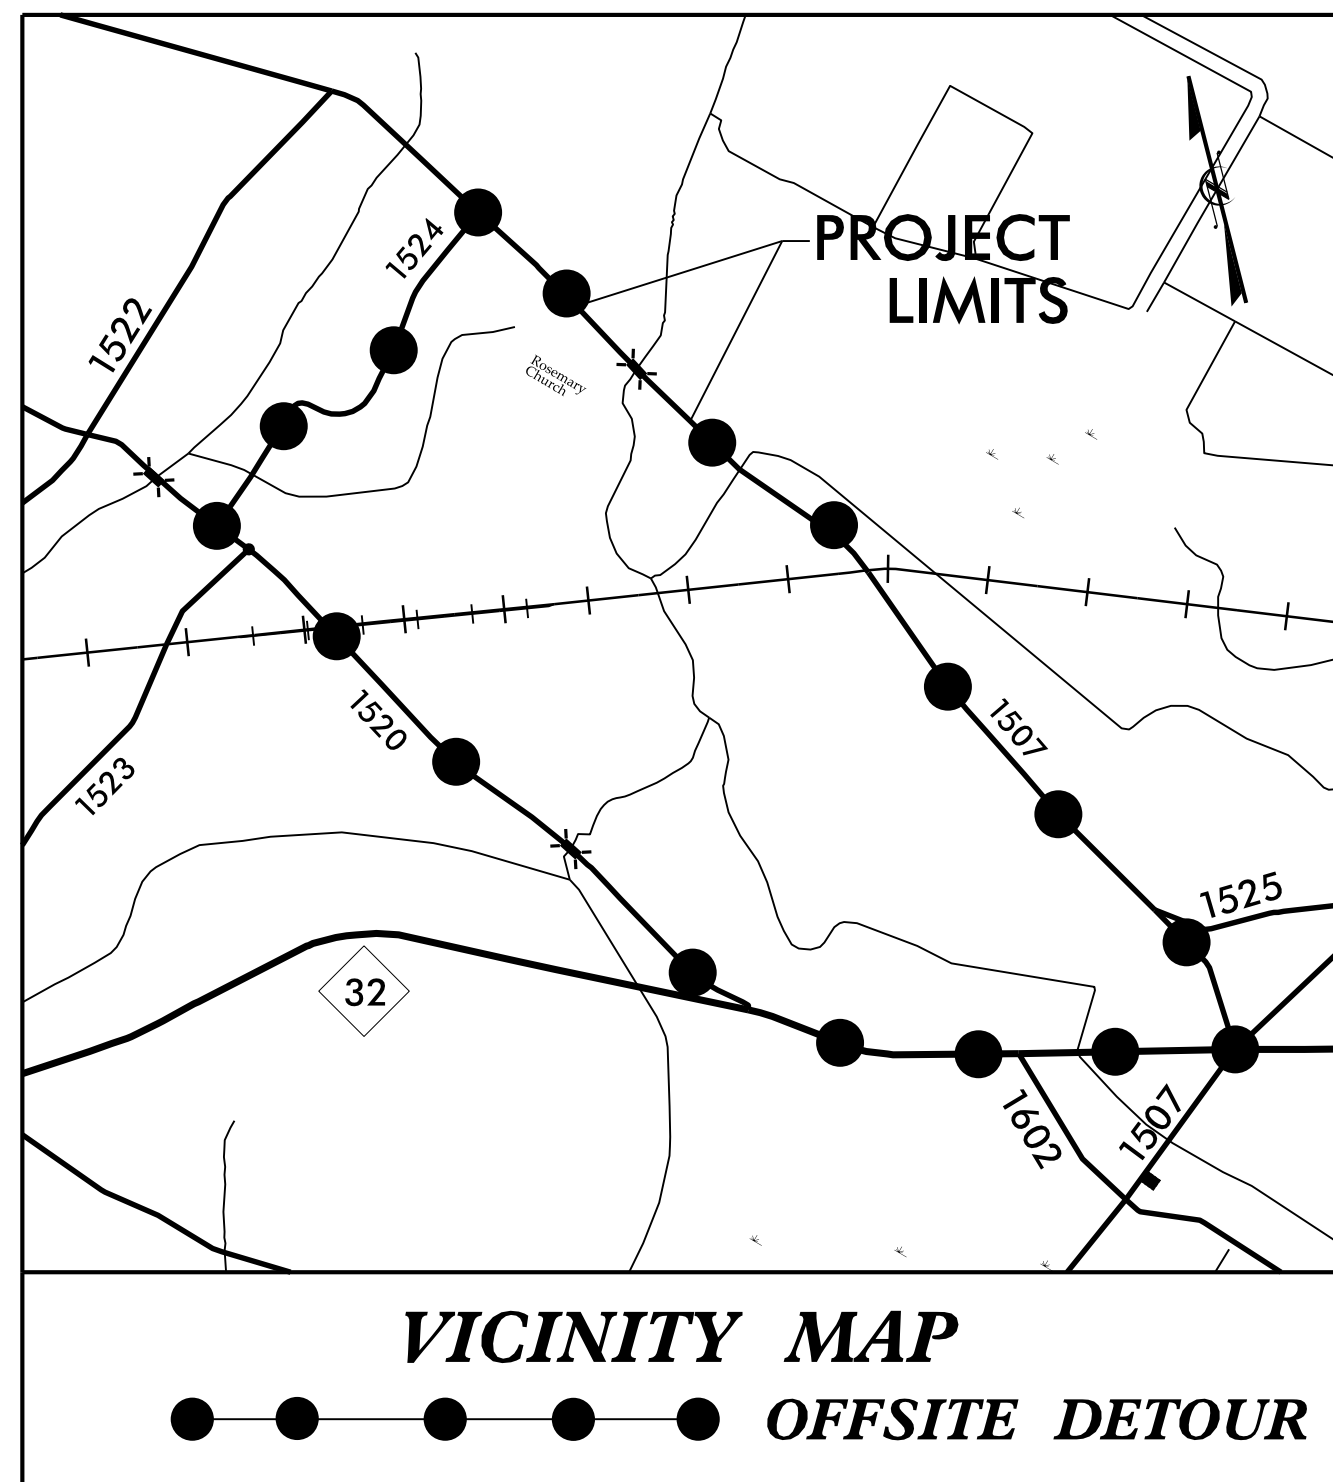 1524
PROJECT
LIMITS
N
1522
Rosemary
Church
1520
1507
1523
1525
32
1602
1507
VICINITY MAP
OFFSITE DETOUR